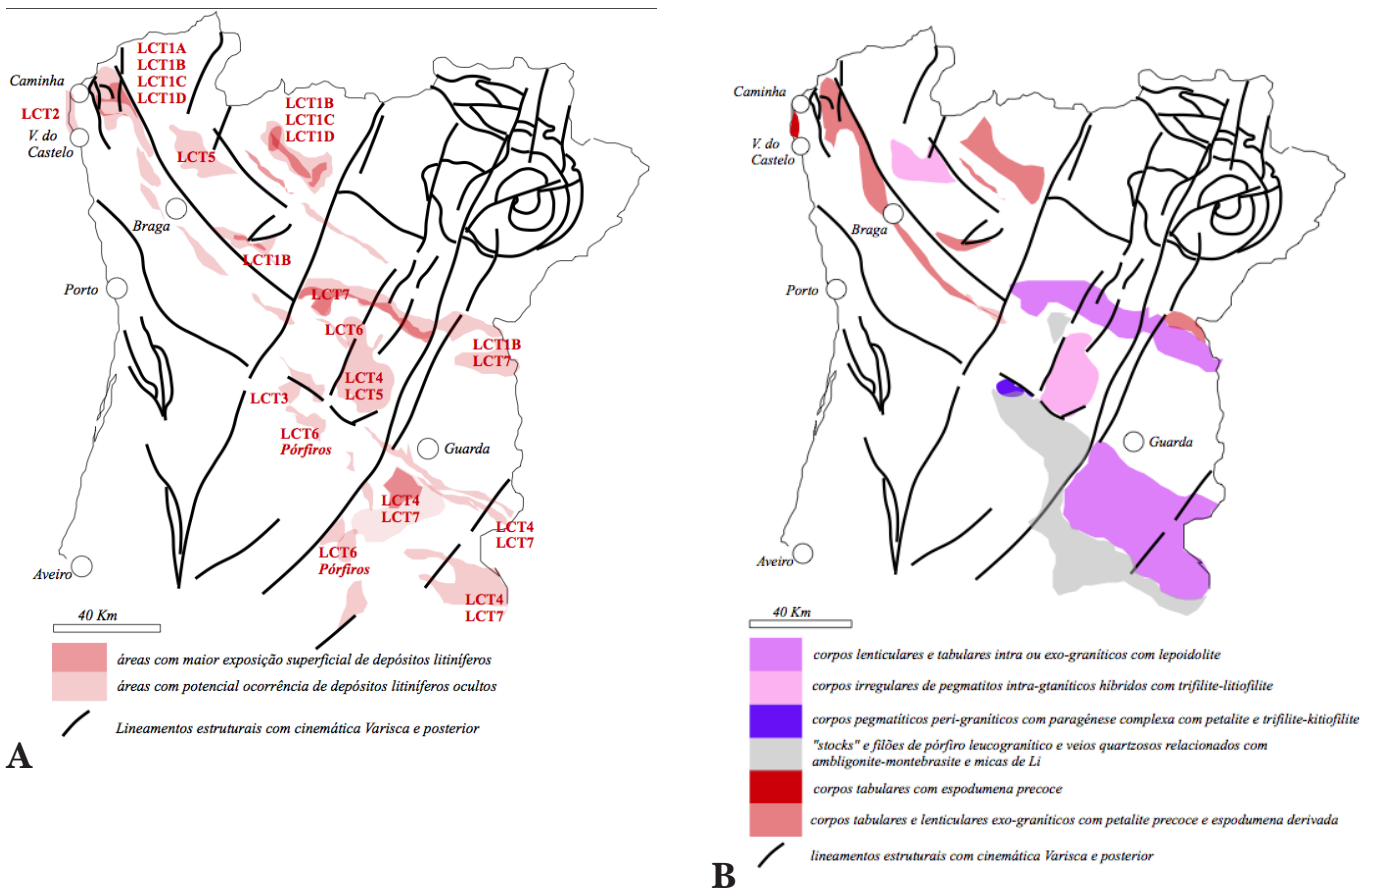 LCT1A
LCT1B
LCT1C
LCT1D
Caminha
LCT2
V. do
Castelo
LCT1B
LCT1C
LCT1D
LCT5
Braga
LCT1B
Porto
LCT7
LCT6
LCT1B
LCT7
LCT4
LCT5
LCT3
LCT6
Pórfiros
Guarda
LCT4
LCT7
LCT4
LCT7
LCT6
Pórfiros
Aveiro
LCT4
LCT7
40 Km
áreas com maior exposição superficial de depósitos litiníferos
áreas com potencial ocorrência de depósitos litiníferos ocultos
Lineamentos estruturais com cinemática Varisca e posterior
A
Caminha
V. do
Castelo
Braga
Porto
Guarda
Aveiro
40 Km
corpos lenticulares e tabulares intra ou exo-graníticos com lepoidolite
corpos irregulares de pegmatitos intra-gtaníticos híbridos com trifilite-litiofilite
corpos pegmatíticos peri-graníticos com paragénese complexa com petalite e trifilite-kitiofilite
"stocks" e filões de pórfiro leucogranítico e veios quartzosos relacionados com
ambligonite-montebrasite e micas de Li
corpos tabulares com espodumena precoce
corpos tabulares e lenticulares exo-graníticos com petalite precoce e espodumena derivada
lineamentos estruturais com cinemática Varisca e posterior
B